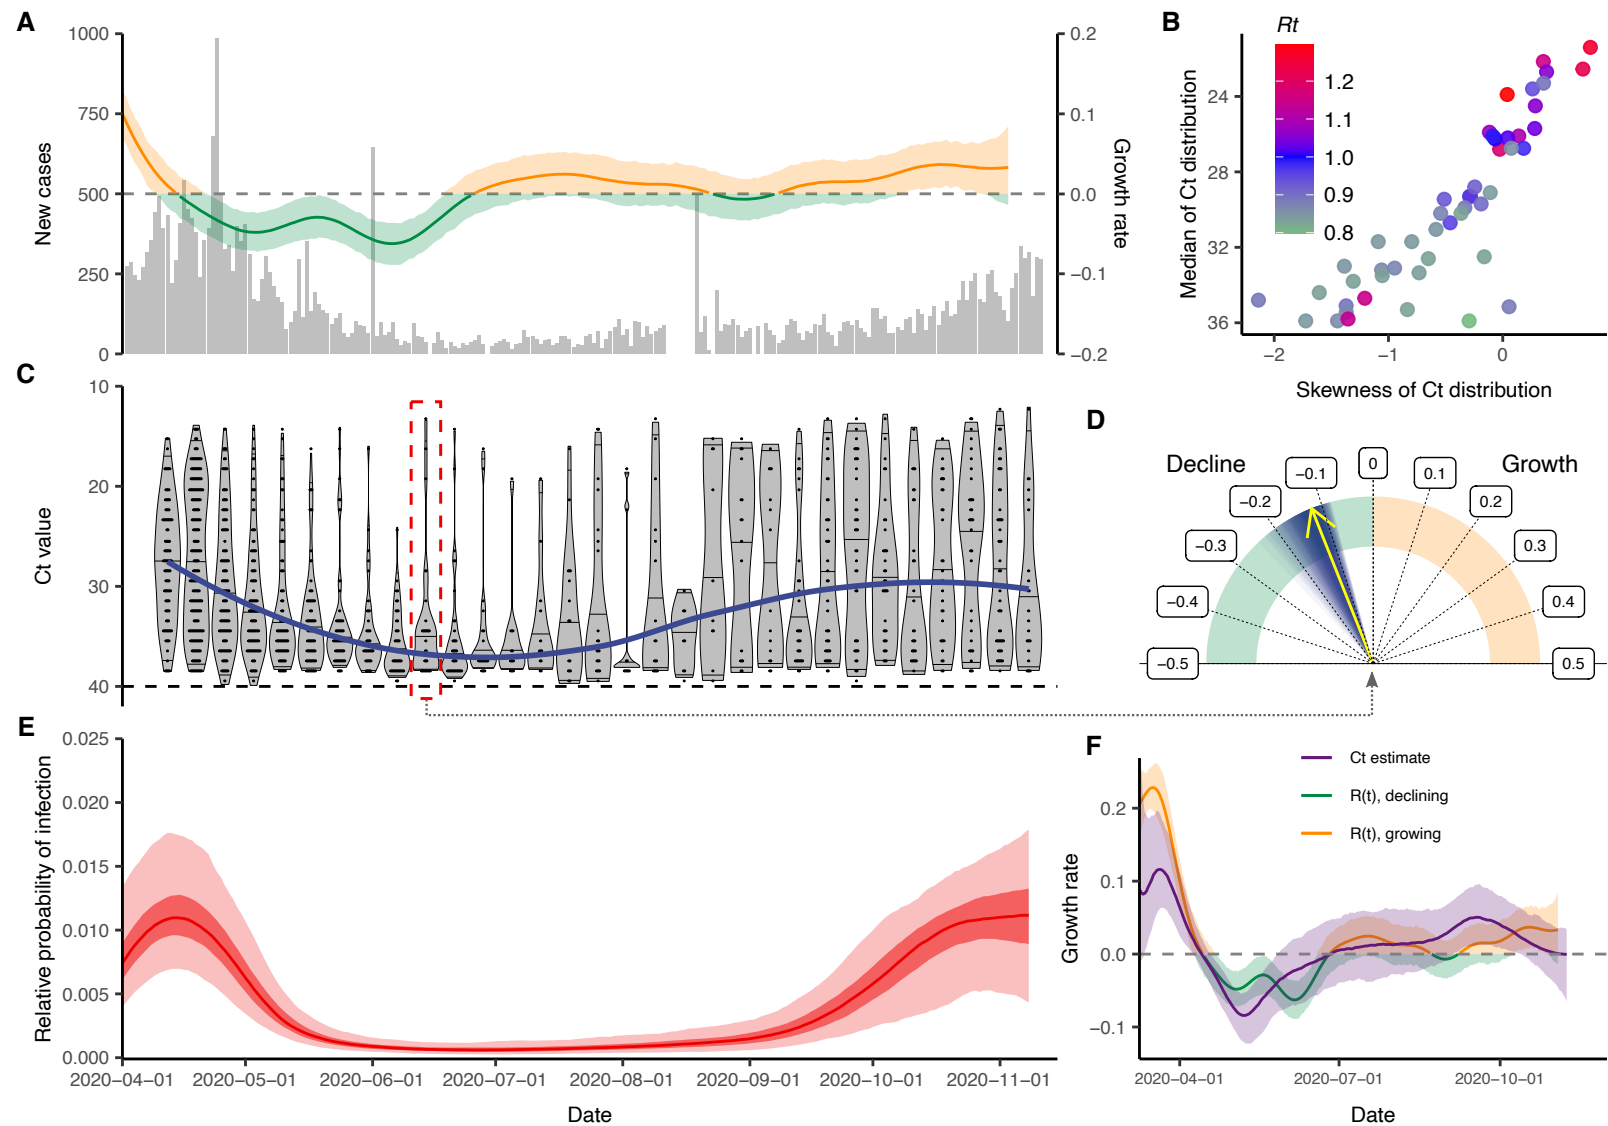 A
1000
750
500
250
0
New cases
0.2
0.1
0.0
−0.1
−0.2
Growth rate
B
Rt
1.2
1.1
1.0
0.9
0.8
24
28
32
36
Median of Ct distribution
−2
−1
0
Skewness of Ct distribution
C
10
20
30
40
Ct value
D
Decline
Growth
−0.5
−0.4
−0.3
−0.2
−0.1
0
0.1
0.2
0.3
0.4
0.5
E
0.025
0.020
0.015
0.010
0.005
0.000
Relative probability of infection
2020−04−01
2020−05−01
2020−06−01
2020−07−01
2020−08−01
2020−09−01
2020−10−01
2020−11−01
Date
F
Ct estimate
R(t), declining
R(t), growing
0.2
0.1
0.0
−0.1
Growth rate
2020−04−01
2020−07−01
2020−10−01
Date